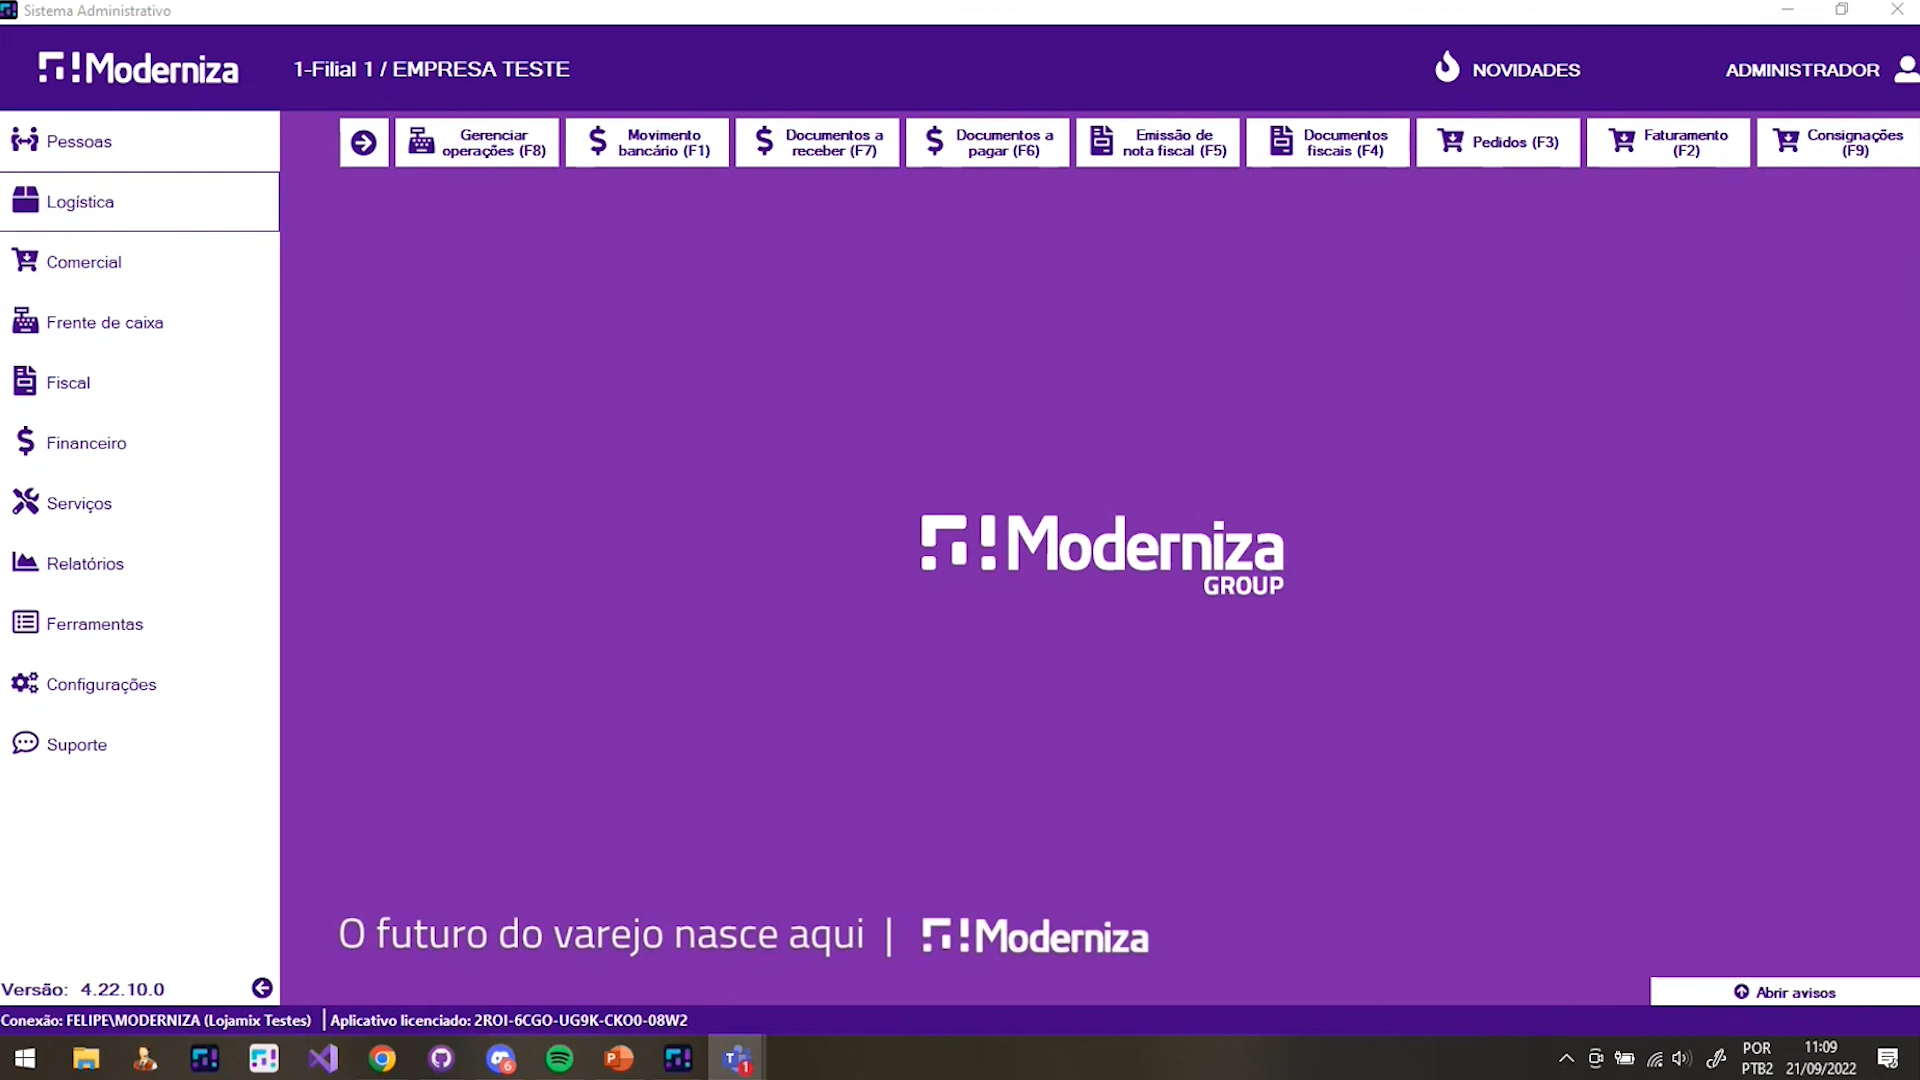 Sistema Administrativo
Moderniza
1-Filial 1 / EMPRESA TESTE
NOVIDADES
ADMINISTRADOR
Pessoas
Logística
Comercial
Frente de caixa
Fiscal
Financeiro
Serviços
Relatórios
Ferramentas
Configurações
Suporte
Gerenciar
operações (F8)
Movimento
bancário (F1)
Documentos a
receber (F7)
Documentos a
pagar (F6)
Emissão de
nota fiscal (F5)
Documentos
fiscais (F4)
Pedidos (F3)
Faturamento
(F2)
Consignações
(F9)
Moderniza
GROUP
O futuro do varejo nasce aqui | Moderniza
Versão: 4.22.10.0
Abrir avisos
Conexão: FELIPE\MODERNIZA (Lojamix Testes) | Aplicativo licenciado: 2ROI-6CGO-UG9K-CKO0-08W2
6
1
POR
PTB2
11:09
21/09/2022